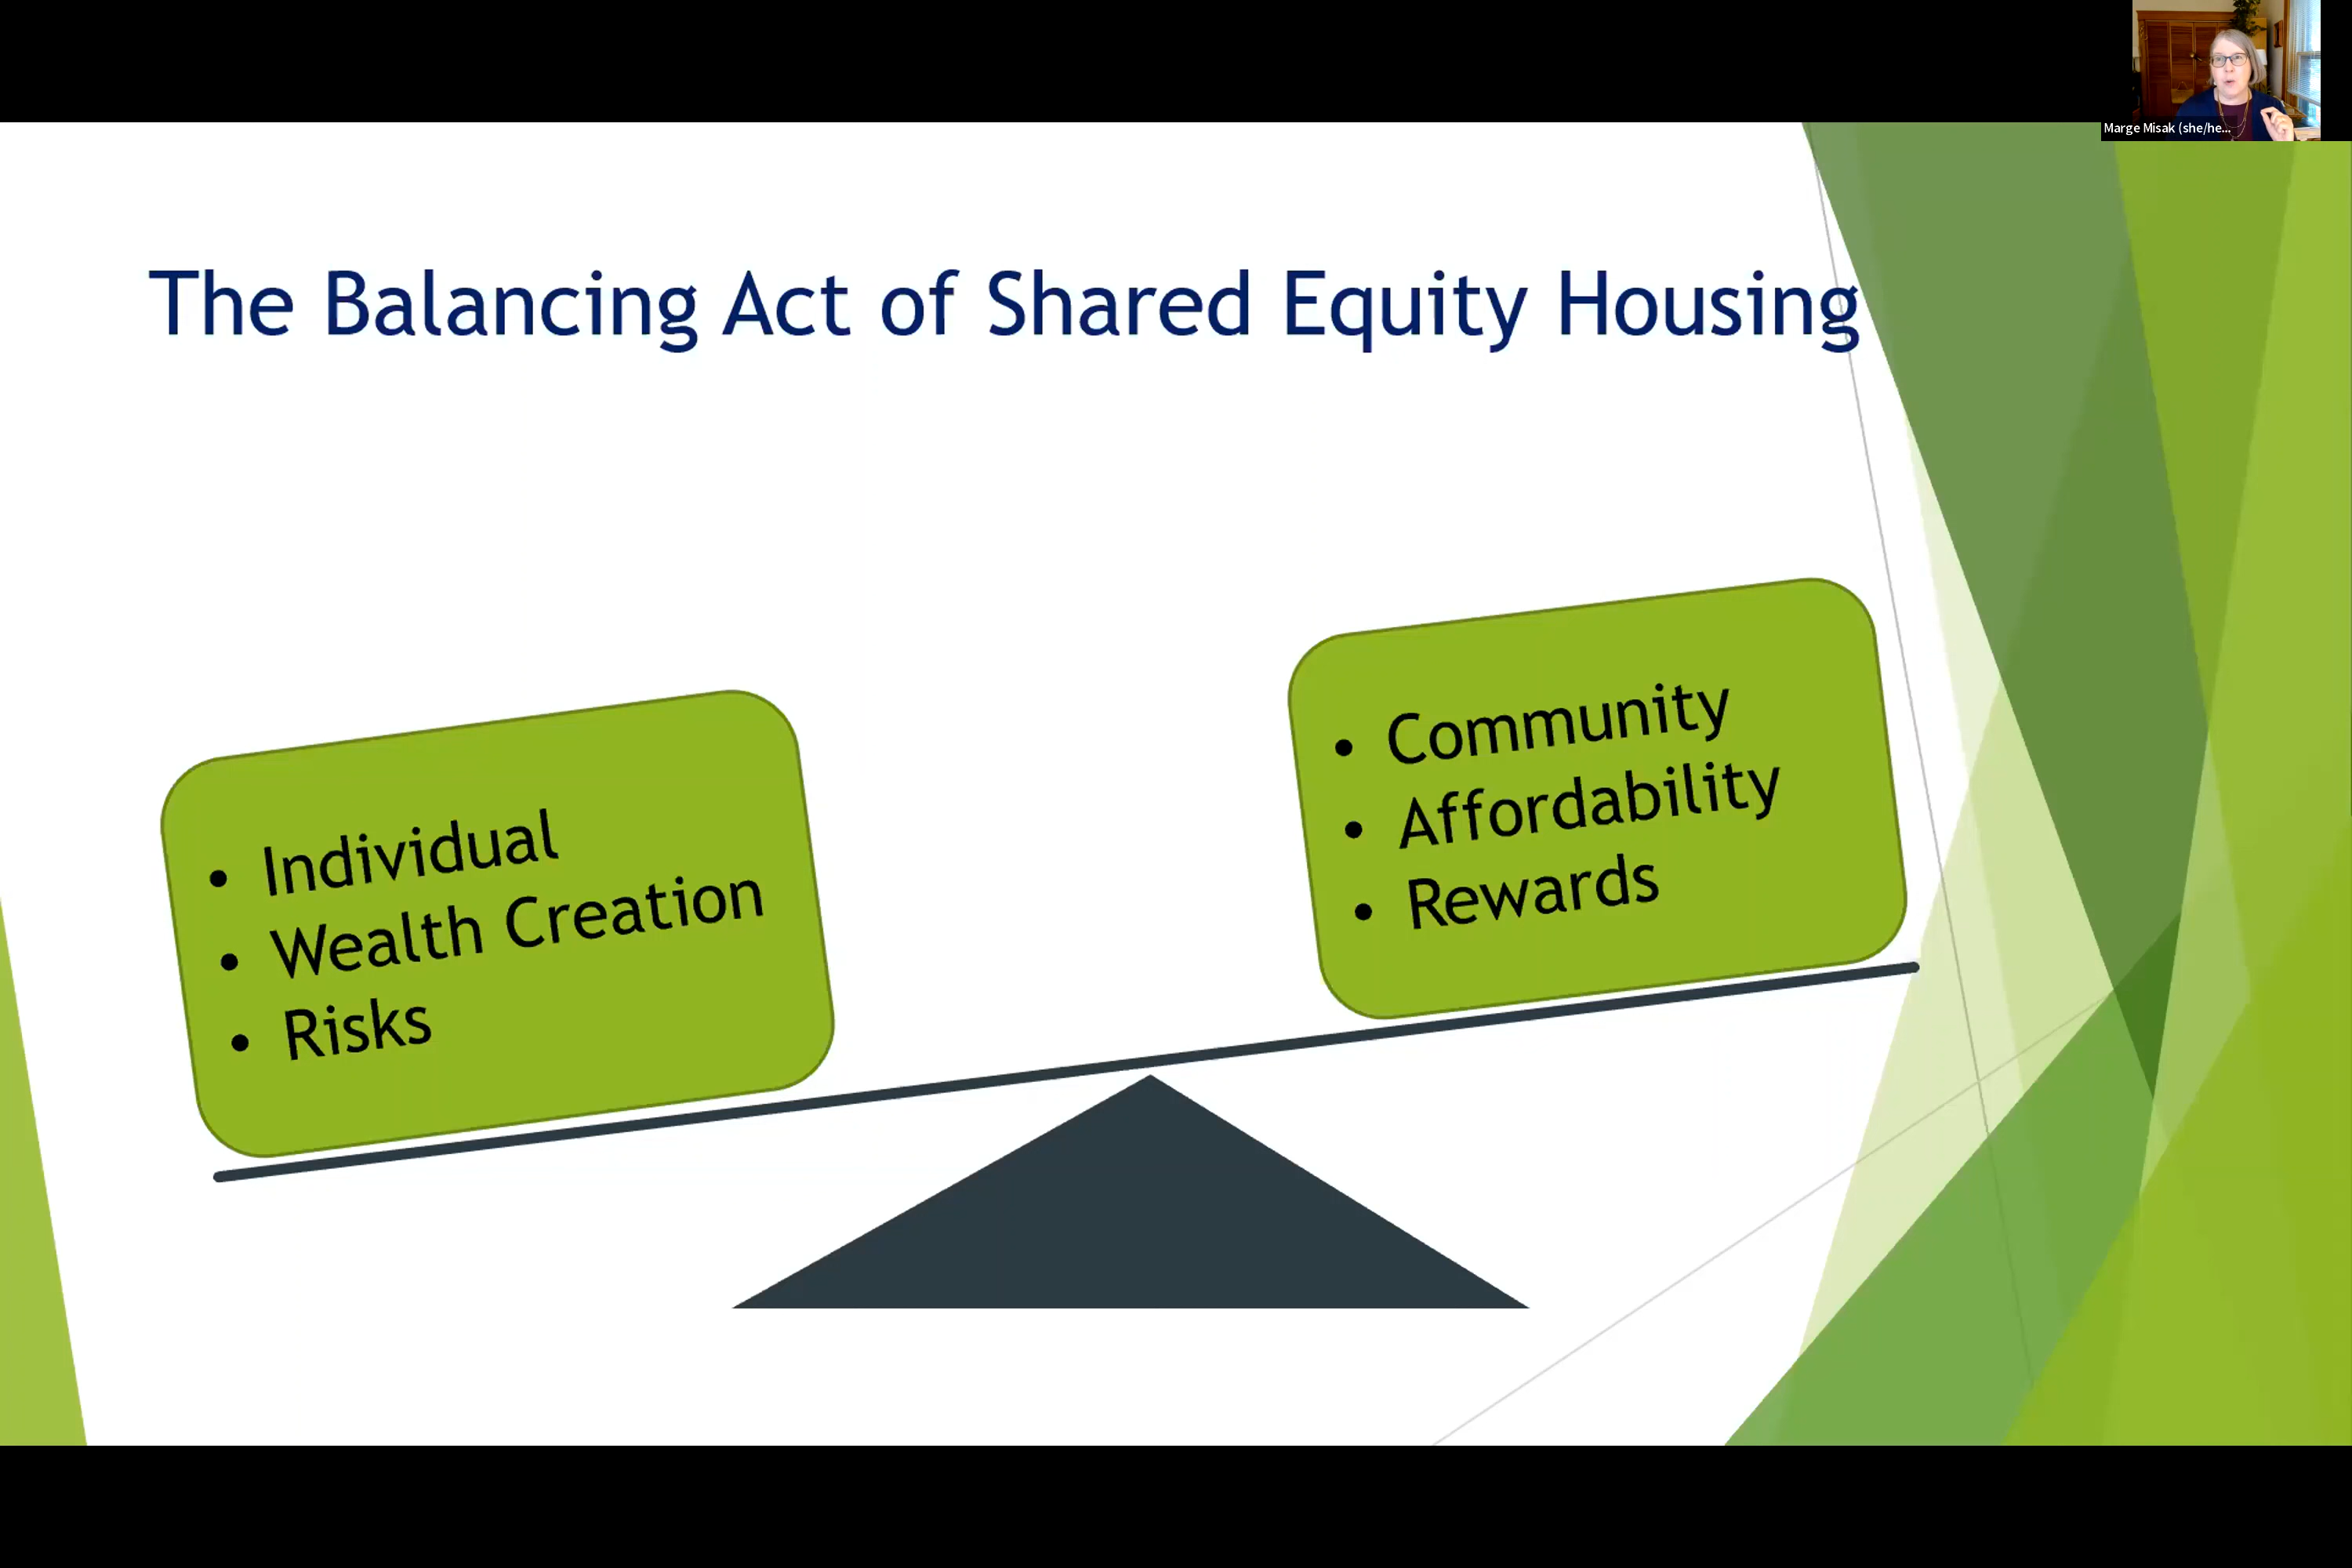 Marge Misak (she/he...
The Balancing Act of Shared Equity Housing
• Individual
• Wealth Creation
• Risks
• Community
• Affordability
• Rewards